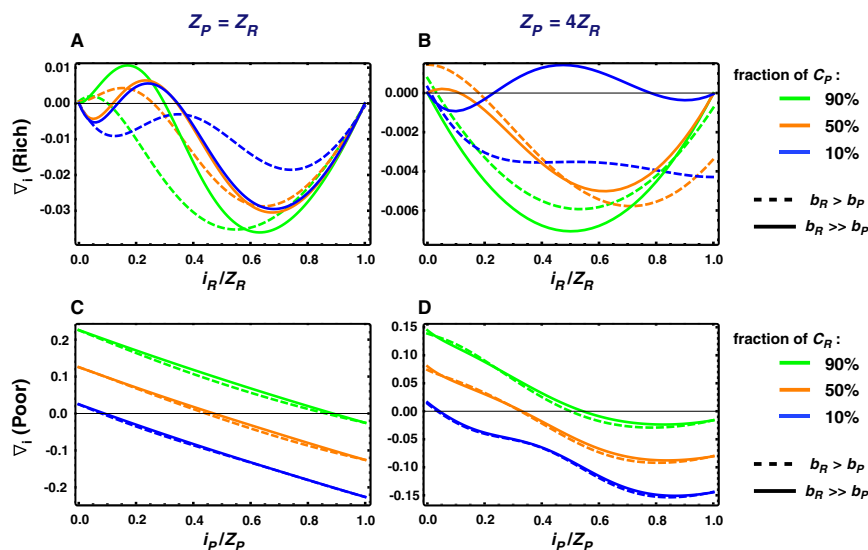 Z_P = Z_R
Z_P = 4Z_R
A
B
0.01
0.00
-0.01
-0.02
-0.03
∇_i (Rich)
0.0 0.2 0.4 0.6 0.8 1.0
i_R/Z_R
0.000
-0.002
-0.004
-0.006
0.0 0.2 0.4 0.6 0.8 1.0
i_R/Z_R
fraction of C_P :
90%
50%
10%
b_R > b_P
b_R >> b_P
C
D
0.2
0.1
0.0
-0.1
-0.2
∇_i (Poor)
0.0 0.2 0.4 0.6 0.8 1.0
i_P/Z_P
0.15
0.10
0.05
0.00
-0.05
-0.10
-0.15
0.0 0.2 0.4 0.6 0.8 1.0
i_P/Z_P
fraction of C_R :
90%
50%
10%
b_R > b_P
b_R >> b_P